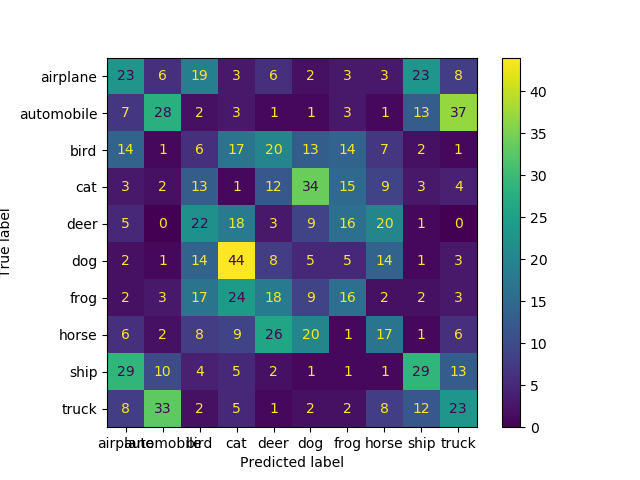 airplane 23 6 19 3 6 2 3 3 23 8
automobile 7 28 2 3 1 1 3 1 13 37
bird 14 1 6 17 20 13 14 7 2 1
cat 3 2 13 1 12 34 15 9 3 4
deer 5 0 22 18 3 9 16 20 1 0
dog 2 1 14 44 8 5 5 14 1 3
frog 2 3 17 24 18 9 16 2 2 3
horse 6 2 8 9 26 20 1 17 1 6
ship 29 10 4 5 2 1 1 1 29 13
truck 8 33 2 5 1 2 2 8 12 23
airplane automobile bird cat deer dog frog horse ship truck
Predicted label
True label
40
35
30
25
20
15
10
5
0